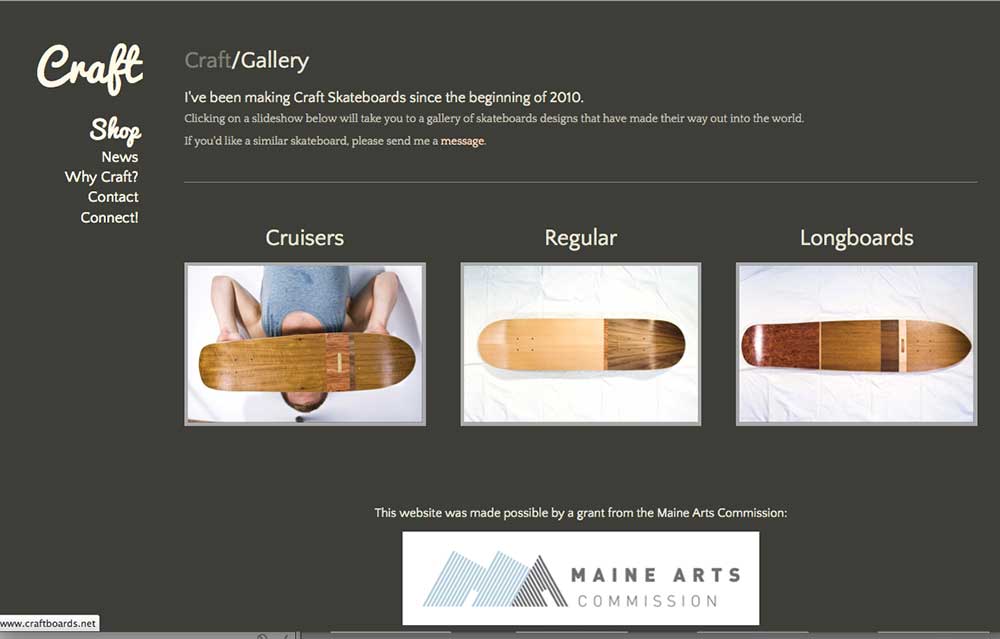 Craft
Shop
News
Why Craft?
Contact
Connect!
Craft/Gallery
I've been making Craft Skateboards since the beginning of 2010.
Clicking on a slideshow below will take you to a gallery of skateboards designs that have made their way out into the world.
If you'd like a similar skateboard, please send me a message.
Cruisers
Regular
Longboards
This website was made possible by a grant from the Maine Arts Commission:
MAINE ARTS
COMMISSION
www.craftboards.net